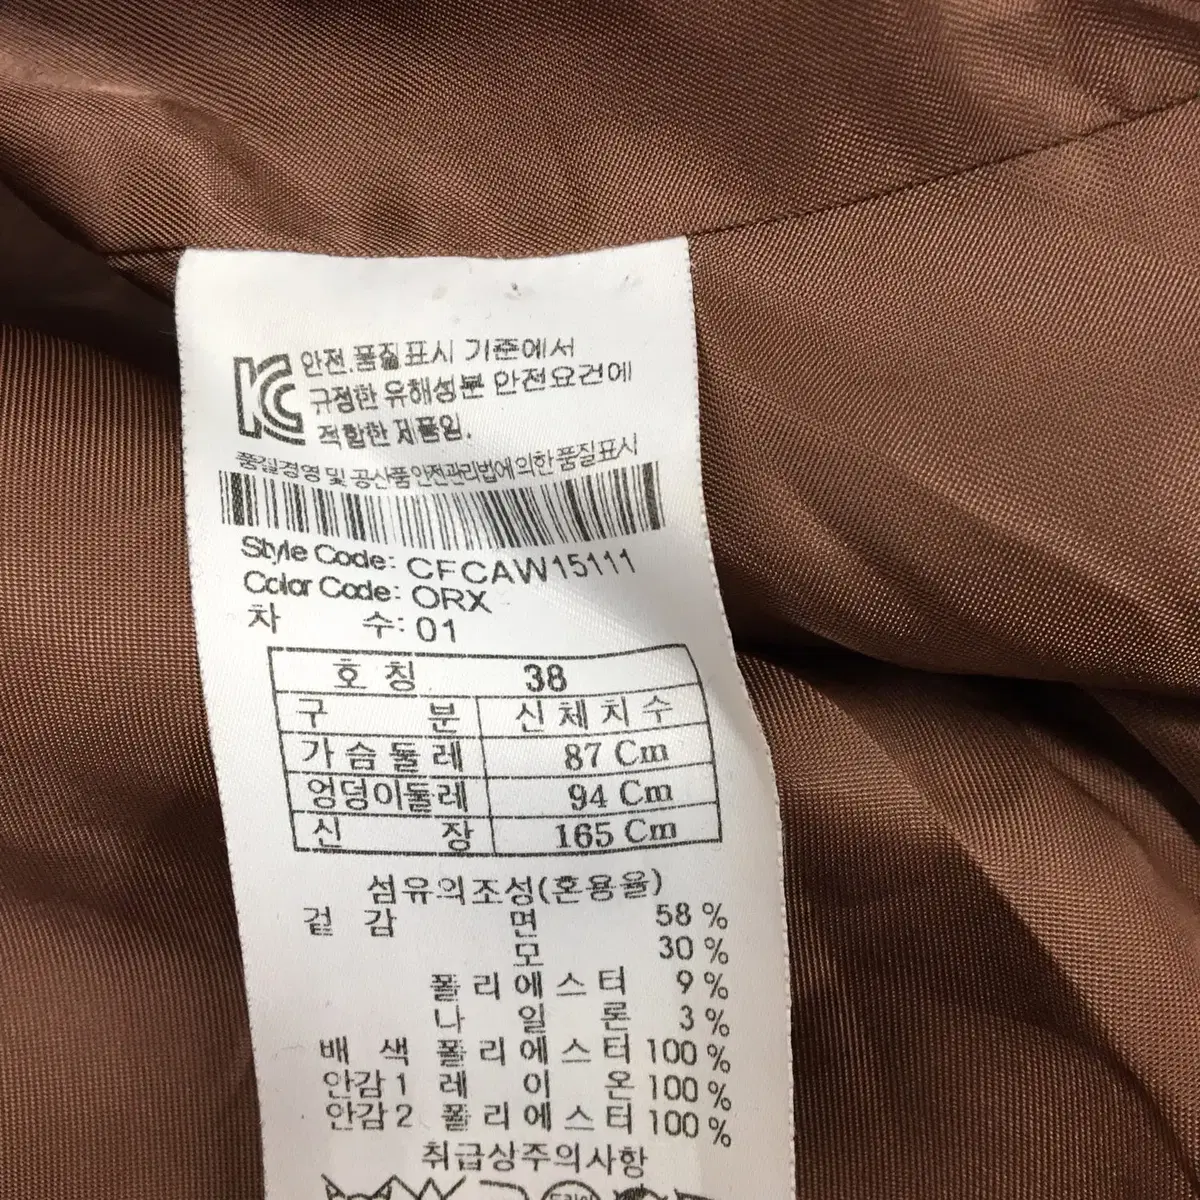 KC 안전.품질표시 기준에서
규정한 유해성분 안전요건에
적합한 제품임.
품질경영 및 공산품안전관리법에 의한 품질표시
Style Code: CFCAW15111
Color Code: ORX
차 수: 01
호 칭 38
구 분 신체치수
가슴둘레 87 Cm
엉덩이둘레 94 Cm
신 장 165 Cm
섬유의조성(혼용율)
겉 감 면 58 %
모 30 %
폴리에스터 9 %
나 일 론 3 %
배 색 폴리에스터 100 %
안감1 레 이 온 100 %
안감2 폴리에스터 100 %
취급상주의사항